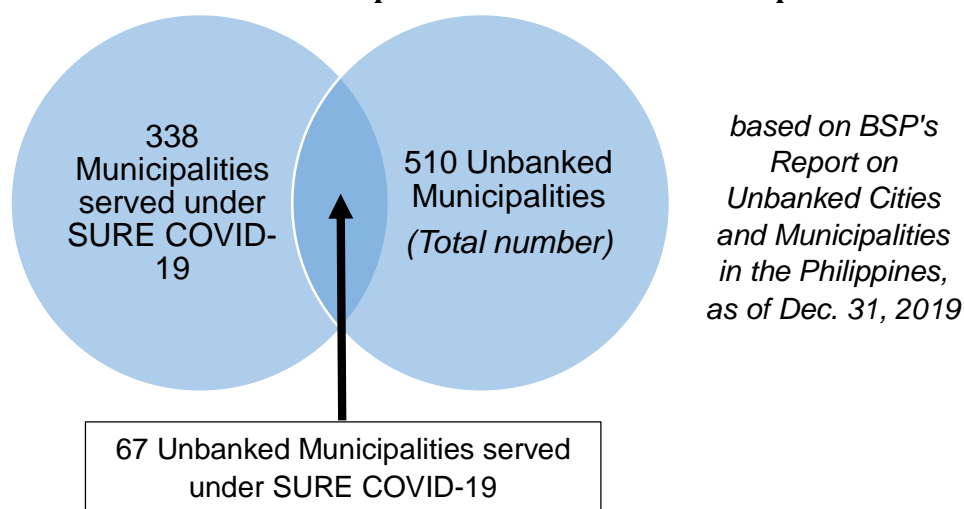 338
Municipalities
served under
SURE COVID-
19
510 Unbanked
Municipalities
(Total number)
based on BSP's
Report on
Unbanked Cities
and Municipalities
in the Philippines,
as of Dec. 31, 2019
67 Unbanked Municipalities served
under SURE COVID-19